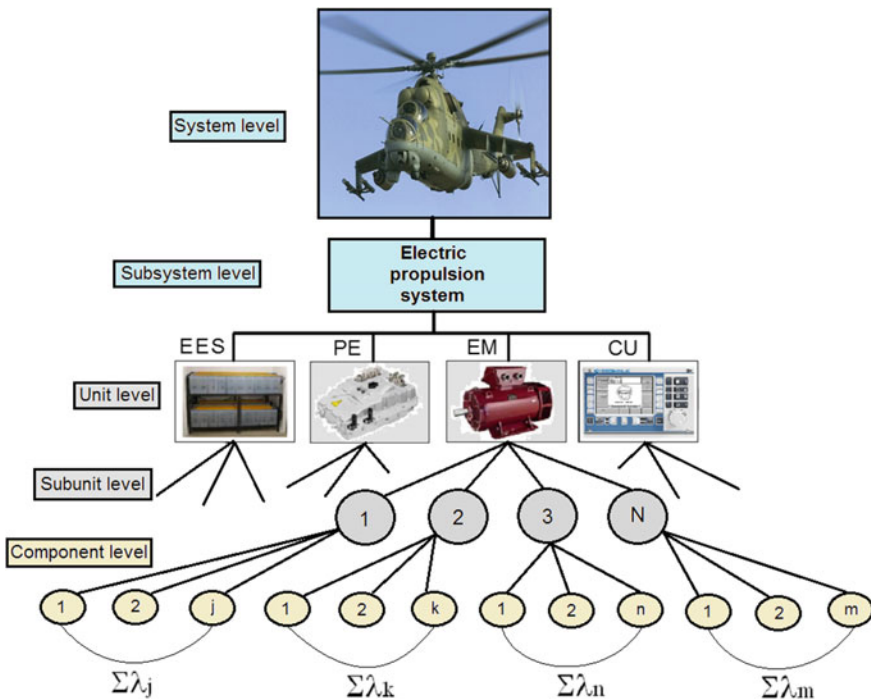 System level
Subsystem level
Electric
propulsion
system
EES PE EM CU
Unit level
Subunit level
1 2 3 N
Component level
1 2 j 1 2 k 1 2 n 1 2 m
Σλj Σλk Σλn Σλm